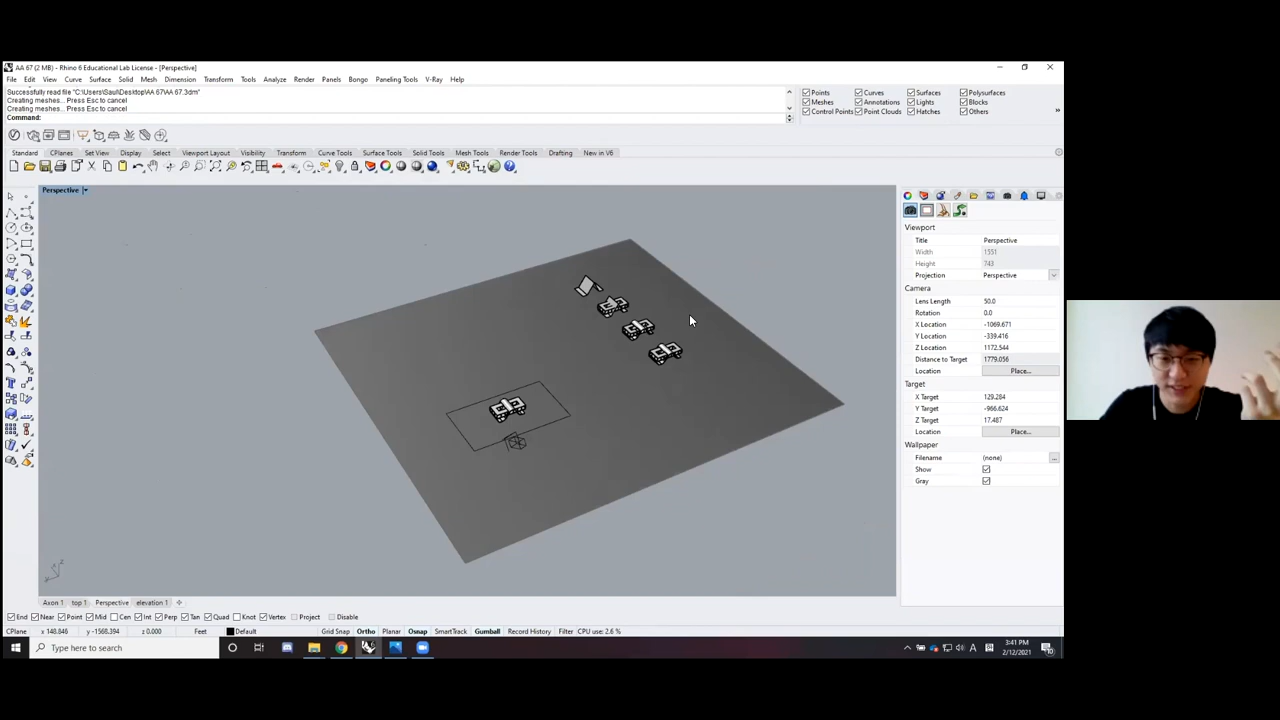 AA 67 (2 MB) - Rhino 6 Educational Lab License - [Perspective]
File Edit View Curve Surface Solid Mesh Dimension Transform Tools Analyze Render Panels Bongo Paneling Tools V-Ray Help
Successfully read file "C:\Users\Saul\Desktop\AA 67\AA 67.3dm"
Creating meshes... Press Esc to cancel
Creating meshes... Press Esc to cancel
Command:
Points Curves Surfaces Polysurfaces
Meshes Annotations Lights Blocks
Control Points Point Clouds Hatches Others
Standard CPlanes Set View Display Select Viewport Layout Visibility Transform Curve Tools Surface Tools Solid Tools Mesh Tools Render Tools Drafting New in V6
Perspective
Viewport
Title Perspective
Width 1551
Height 743
Projection Perspective
Camera
Lens Length 50.0
Rotation 0.0
X Location -1069.671
Y Location -339.416
Z Location 1172.544
Distance to Target 1779.056
Location Place...
Target
X Target 129.284
Y Target -966.624
Z Target 17.487
Location Place...
Wallpaper
Filename (none) ...
Show
Gray
Axon 1 top 1 Perspective elevation 1
End Near Point Mid Cen Int Perp Tan Quad Knot Vertex Project Disable
CPlane x 148.846 y -1568.394 z 0.000 Feet Default Grid Snap Ortho Planar Osnap SmartTrack Gumball Record History Filter CPU use: 2.6 %
Type here to search
A
3:41 PM
2/12/2021